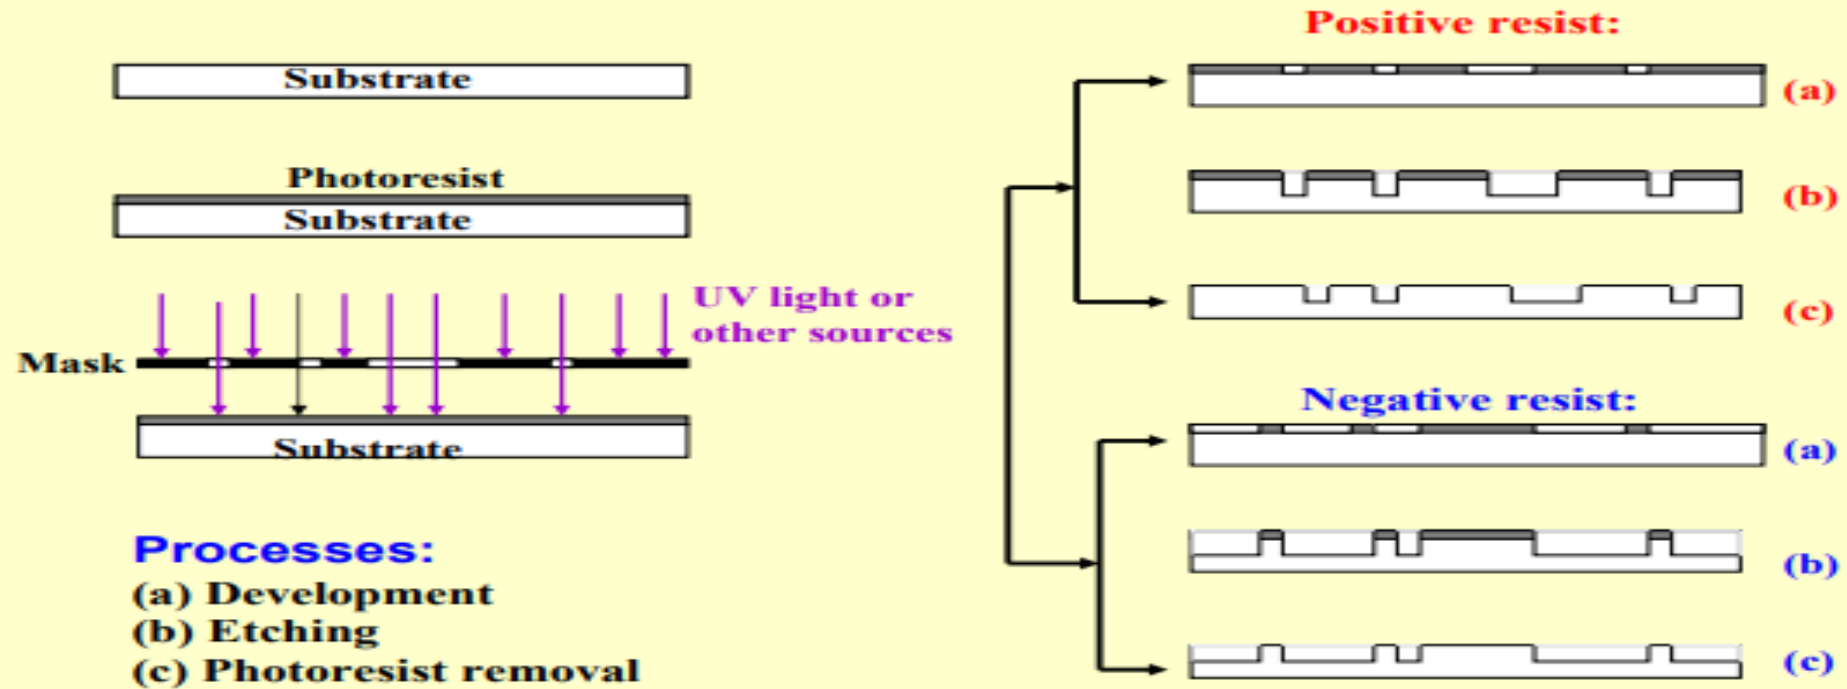 Substrate
Photoresist
Substrate
UV light or
other sources
Mask
Substrate
Processes:
(a) Development
(b) Etching
(c) Photoresist removal
Positive resist:
(a)
(b)
(c)
Negative resist:
(a)
(b)
(c)